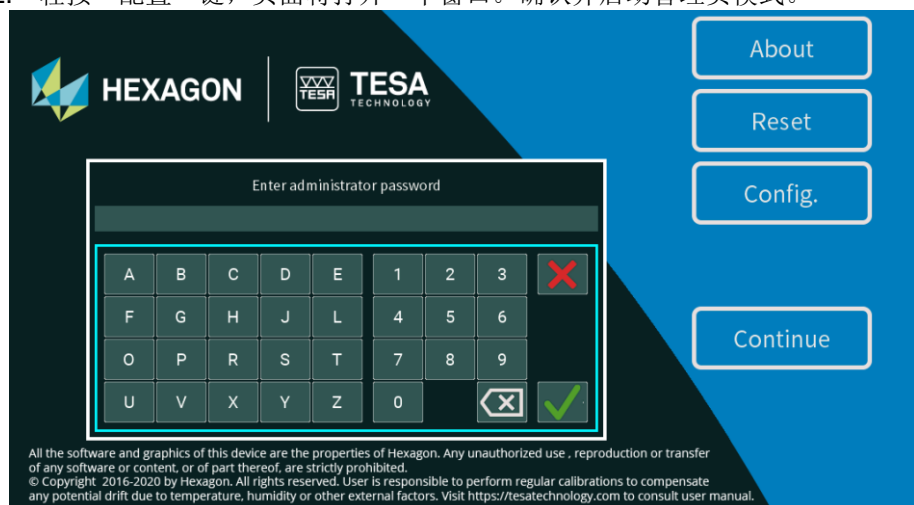 HEXAGON
TESA
TESA
TECHNOLOGY
About
Reset
Config.
Continue
Enter administrator password
A B C D E 1 2 3
F G H J L 4 5 6
O P R S T 7 8 9
U V X Y Z 0
All the software and graphics of this device are the properties of Hexagon. Any unauthorized use , reproduction or transfer
of any software or content, or of part thereof, are strictly prohibited.
© Copyright 2016-2020 by Hexagon. All rights reserved. User is responsible to perform regular calibrations to compensate
any potential drift due to temperature, humidity or other external factors. Visit https://tesatechnology.com to consult user manual.